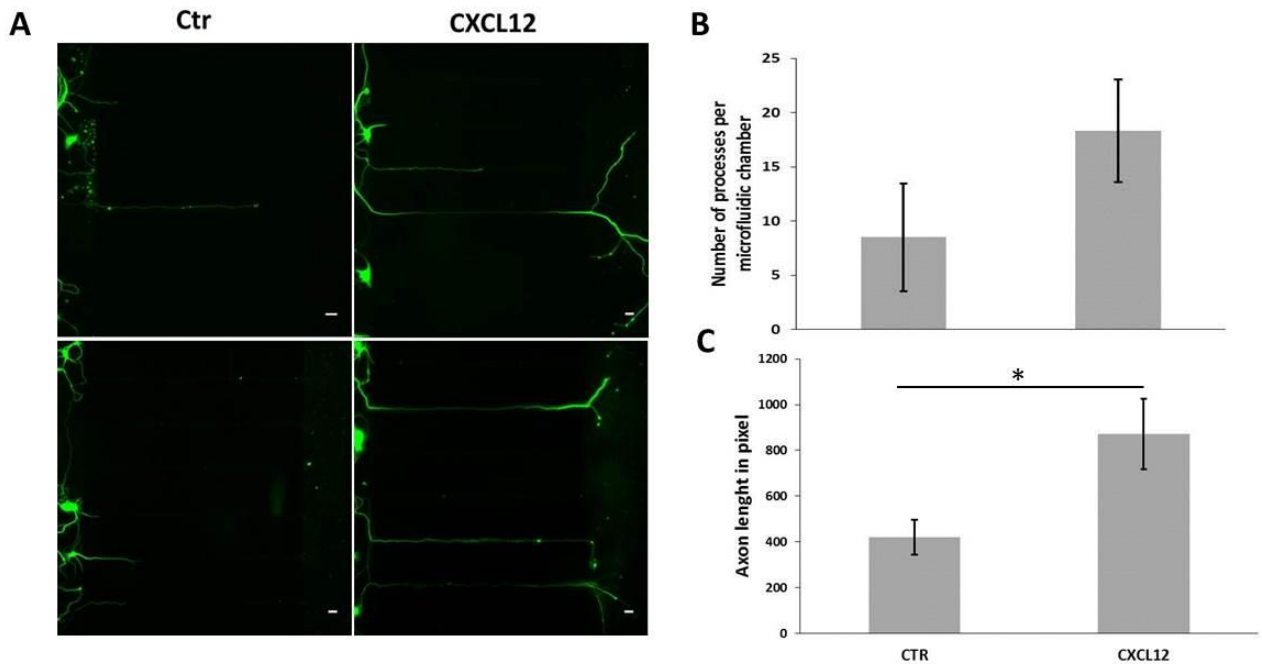 A
Ctr
CXCL12
B
Number of processes per
microfluidic chamber
25
20
15
10
5
0
C
Axon lenght in pixel
1200
1000
800
600
400
200
0
*
CTR
CXCL12